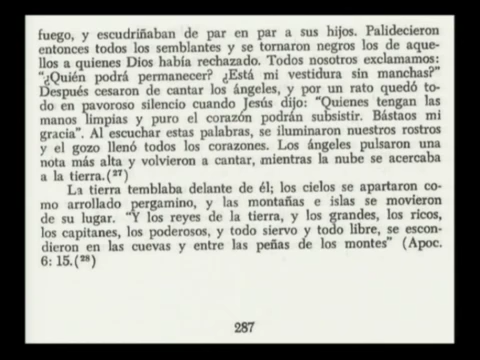 fuego, y escudriñaban de par en par a sus hijos. Palidecieron
entonces todos los semblantes y se tornaron negros los de aque-
llos a quienes Dios había rechazado. Todos nosotros exclamamos:
“¿Quién podrá permanecer? ¿Está mi vestidura sin manchas?”
Después cesaron de cantar los ángeles, y por un rato quedó to-
do en pavoroso silencio cuando Jesús dijo: “Quienes tengan las
manos limpias y puro el corazón podrán subsistir. Bástaos mi
gracia”. Al escuchar estas palabras, se iluminaron nuestros rostros
y el gozo llenó todos los corazones. Los ángeles pulsaron una
nota más alta y volvieron a cantar, mientras la nube se acercaba
a la tierra.(²⁷)
La tierra temblaba delante de él; los cielos se apartaron co-
mo arrollado pergamino, y las montañas e islas se movieron
de su lugar. “Y los reyes de la tierra, y los grandes, los ricos,
los capitanes, los poderosos, y todo siervo y todo libre, se escon-
dieron en las cuevas y entre las peñas de los montes” (Apoc.
6: 15.(²⁸)
287